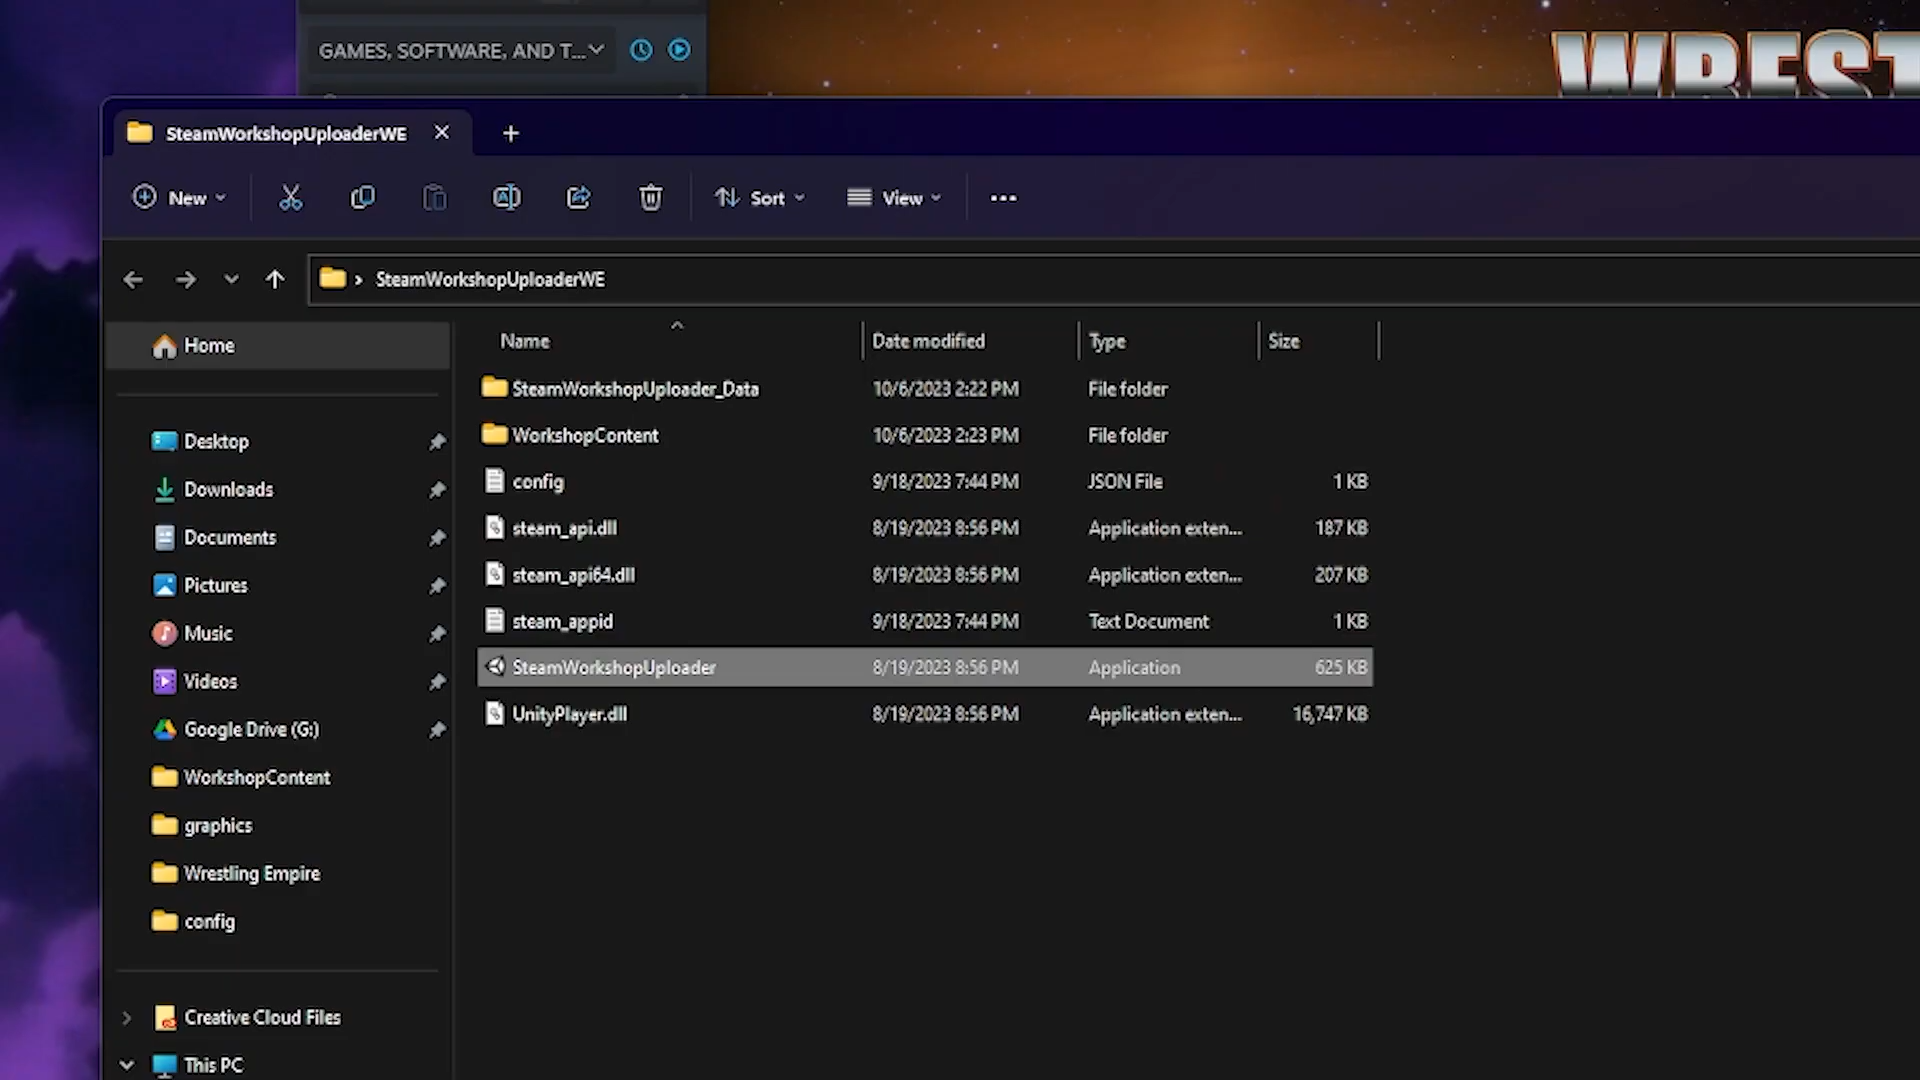 GAMES, SOFTWARE, AND T...
WREST
SteamWorkshopUploaderWE
New
Sort
View
SteamWorkshopUploaderWE
Home
Name
Date modified
Type
Size
SteamWorkshopUploader_Data 10/6/2023 2:22 PM File folder
WorkshopContent 10/6/2023 2:23 PM File folder
config 9/18/2023 7:44 PM JSON File 1 KB
steam_api.dll 8/19/2023 8:56 PM Application exten... 187 KB
steam_api64.dll 8/19/2023 8:56 PM Application exten... 207 KB
steam_appid 9/18/2023 7:44 PM Text Document 1 KB
SteamWorkshopUploader 8/19/2023 8:56 PM Application 625 KB
UnityPlayer.dll 8/19/2023 8:56 PM Application exten... 16,747 KB
Desktop
Downloads
Documents
Pictures
Music
Videos
Google Drive (G:)
WorkshopContent
graphics
Wrestling Empire
config
Creative Cloud Files
This PC